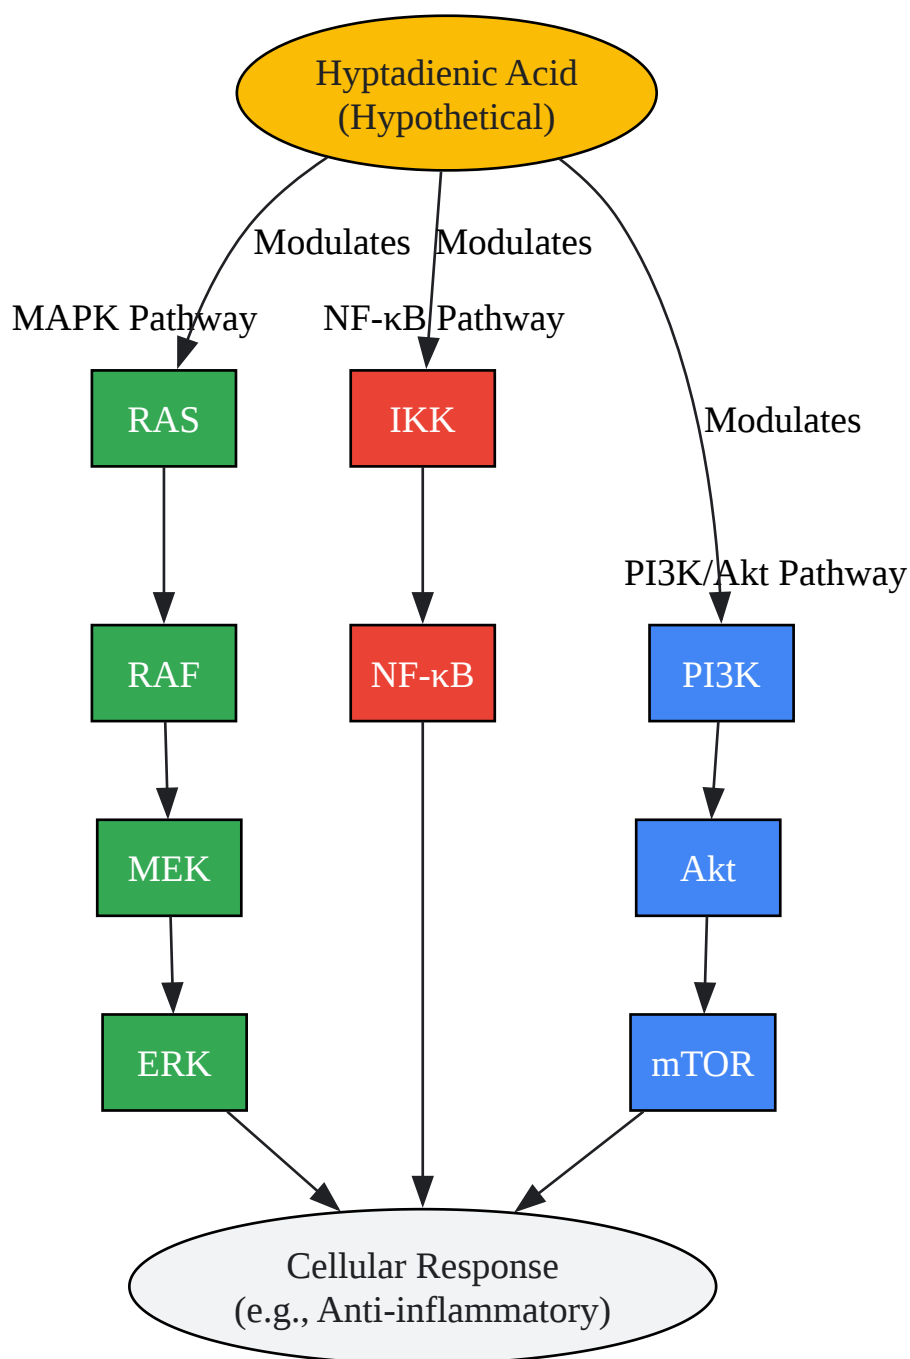 Hyptadienic Acid
(Hypothetical)
Modulates
Modulates
MAPK Pathway
NF-κB Pathway
RAS
IKK
Modulates
PI3K/Akt Pathway
RAF
NF-κB
PI3K
MEK
Akt
ERK
mTOR
Cellular Response
(e.g., Anti-inflammatory)